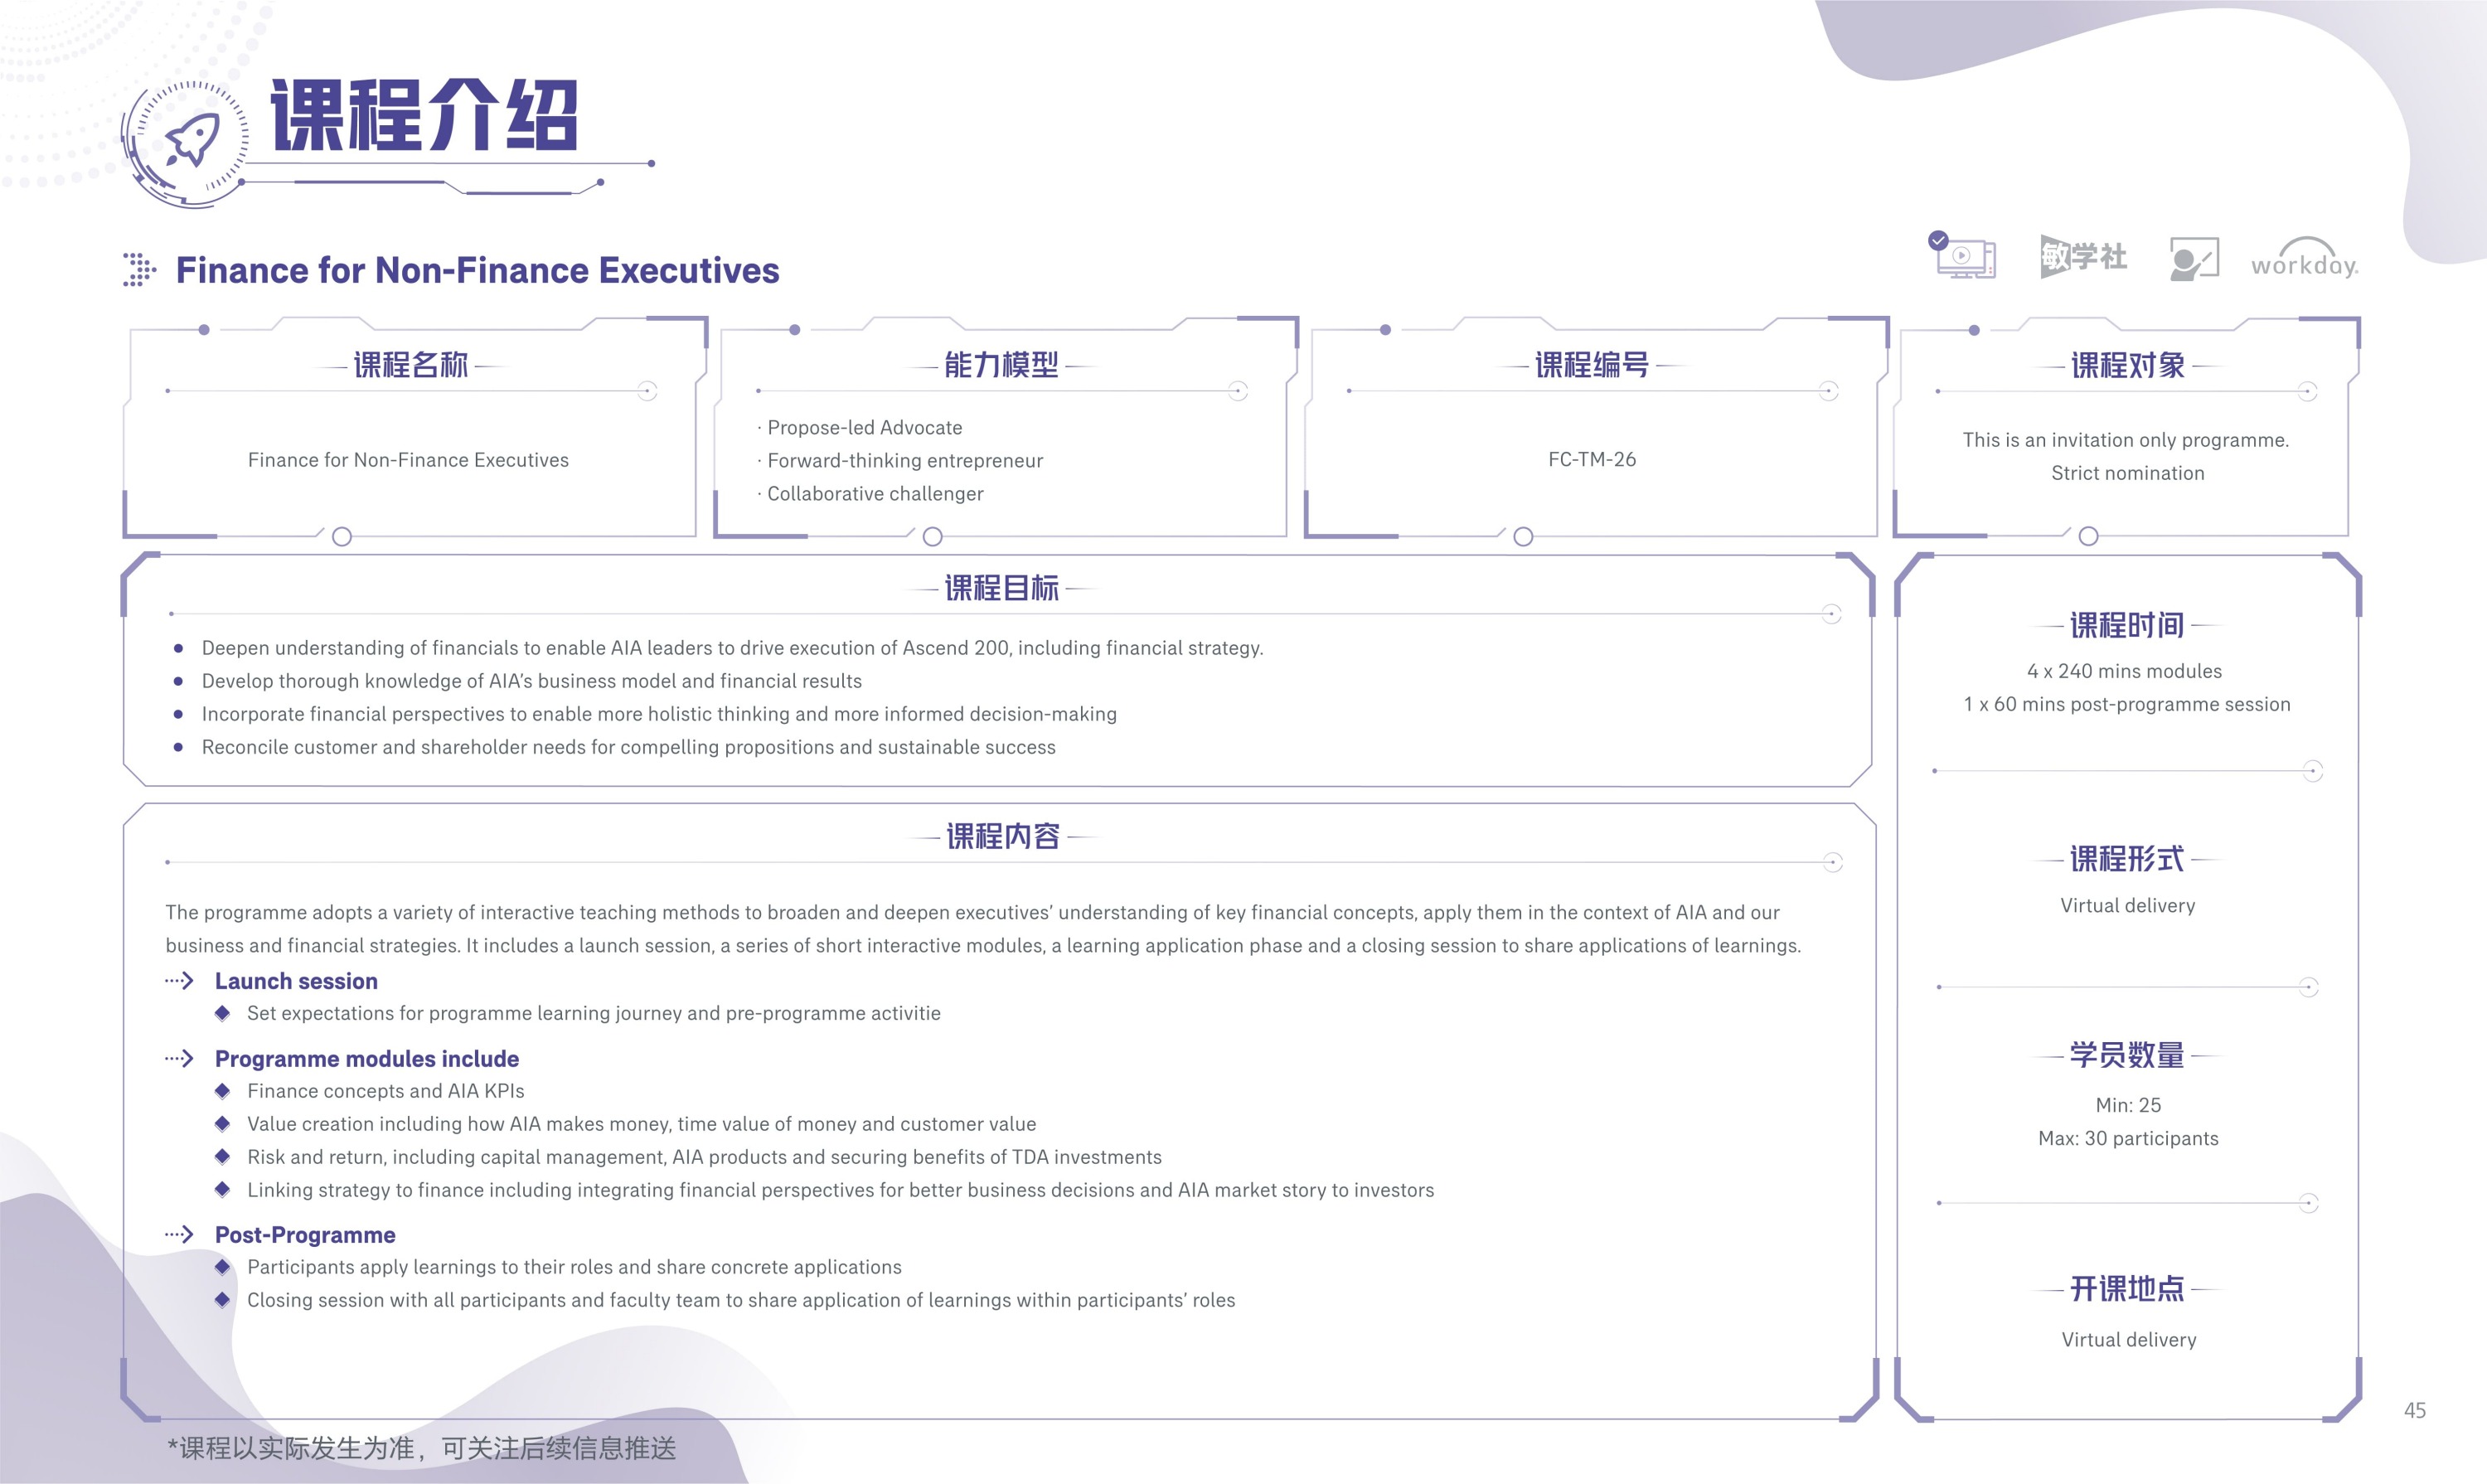 课程介绍
Finance for Non-Finance Executives
敏学社
workday.
课程名称
Finance for Non-Finance Executives
能力模型
· Propose-led Advocate
· Forward-thinking entrepreneur
· Collaborative challenger
课程编号
FC-TM-26
课程对象
This is an invitation only programme.
Strict nomination
课程目标
● Deepen understanding of financials to enable AIA leaders to drive execution of Ascend 200, including financial strategy.
● Develop thorough knowledge of AIA's business model and financial results
● Incorporate financial perspectives to enable more holistic thinking and more informed decision-making
● Reconcile customer and shareholder needs for compelling propositions and sustainable success
课程内容
The programme adopts a variety of interactive teaching methods to broaden and deepen executives' understanding of key financial concepts, apply them in the context of AIA and our
business and financial strategies. It includes a launch session, a series of short interactive modules, a learning application phase and a closing session to share applications of learnings.
Launch session
◆ Set expectations for programme learning journey and pre-programme activitie
Programme modules include
◆ Finance concepts and AIA KPIs
◆ Value creation including how AIA makes money, time value of money and customer value
◆ Risk and return, including capital management, AIA products and securing benefits of TDA investments
◆ Linking strategy to finance including integrating financial perspectives for better business decisions and AIA market story to investors
Post-Programme
◆ Participants apply learnings to their roles and share concrete applications
◆ Closing session with all participants and faculty team to share application of learnings within participants' roles
课程时间
4 x 240 mins modules
1 x 60 mins post-programme session
课程形式
Virtual delivery
学员数量
Min: 25
Max: 30 participants
开课地点
Virtual delivery
*课程以实际发生为准，可关注后续信息推送
45